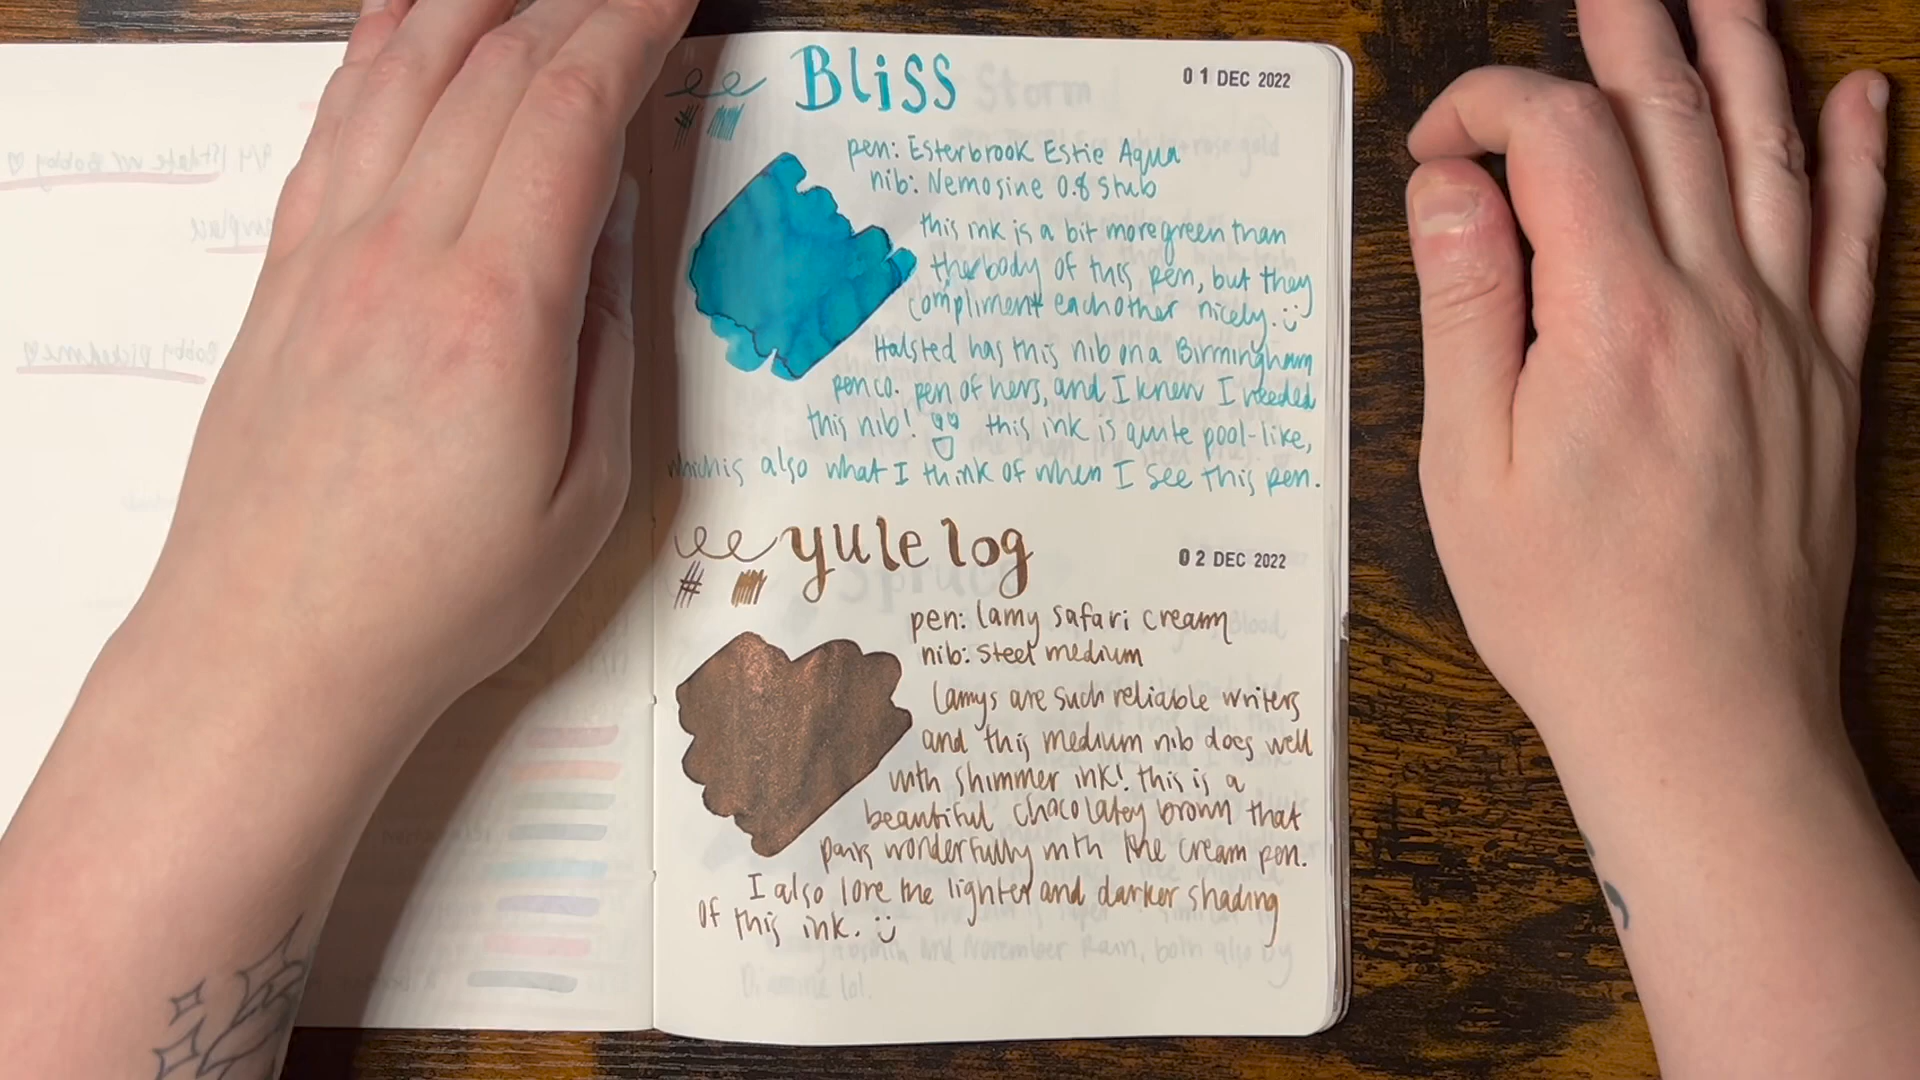 Bliss
01 DEC 2022
pen: Esterbrook Estie Aqua
nib: Nemosine 0.8 Stub
this ink is a bit more green than
the body of this pen, but they
compliment each other nicely. :)
Halsted has this nib on a Birmingham
pen co. pen of hers, and I knew I needed
this nib! this ink is quite pool-like,
which is also what I think of when I see this pen.
yule log
02 DEC 2022
pen: Lamy Safari cream
nib: steel medium
Lamys are such reliable writers
and this medium nib does well
with shimmer ink! this is a
beautiful chocolatey brown that
pairs wonderfully with the cream pen.
I also love the lighter and darker shading
of this ink. :)